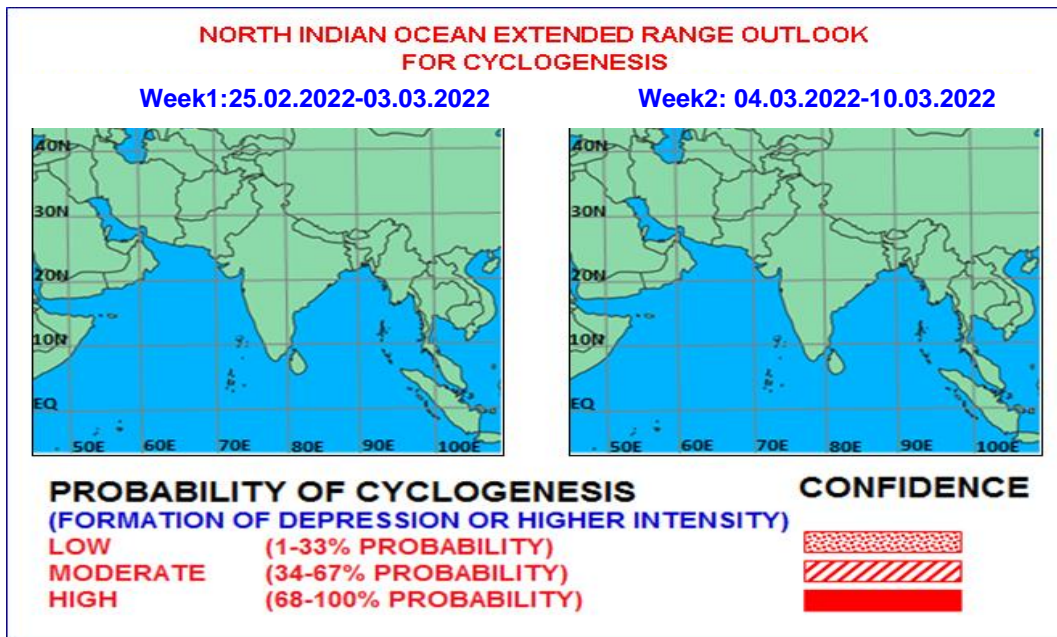 NORTH INDIAN OCEAN EXTENDED RANGE OUTLOOK
FOR CYCLOGENESIS
Week1:25.02.2022-03.03.2022
Week2: 04.03.2022-10.03.2022
40N
30N
20N
10N
EQ
50E 60E 70E 80E 90E 100E
40N
30N
20N
10N
EQ
50E 60E 70E 80E 90E 100E
PROBABILITY OF CYCLOGENESIS
(FORMATION OF DEPRESSION OR HIGHER INTENSITY)
CONFIDENCE
LOW (1-33% PROBABILITY)
MODERATE (34-67% PROBABILITY)
HIGH (68-100% PROBABILITY)